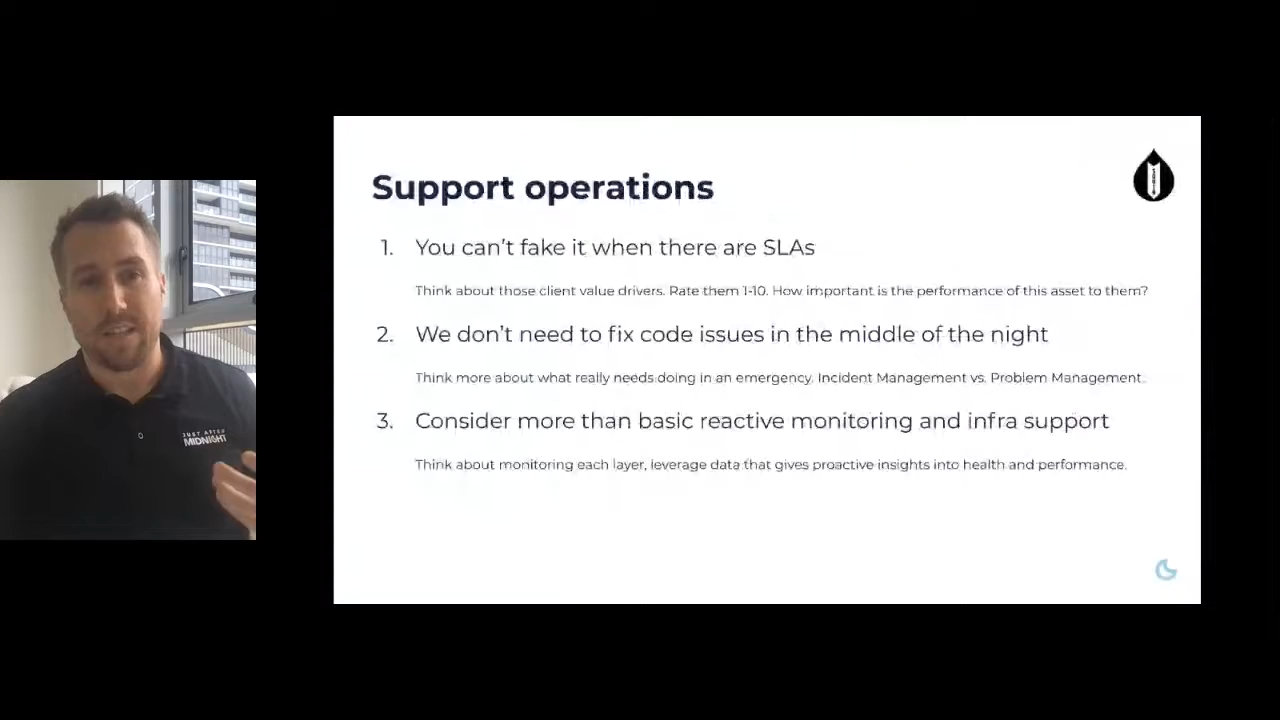 Support operations
1. You can't fake it when there are SLAs
Think about those client value drivers. Rate them 1-10. How important is the performance of this asset to them?
2. We don't need to fix code issues in the middle of the night
Think more about what really needs doing in an emergency. Incident Management vs. Problem Management.
3. Consider more than basic reactive monitoring and infra support
Think about monitoring each layer, leverage data that gives proactive insights into health and performance.
JUST AFTER
MIDNIGHT